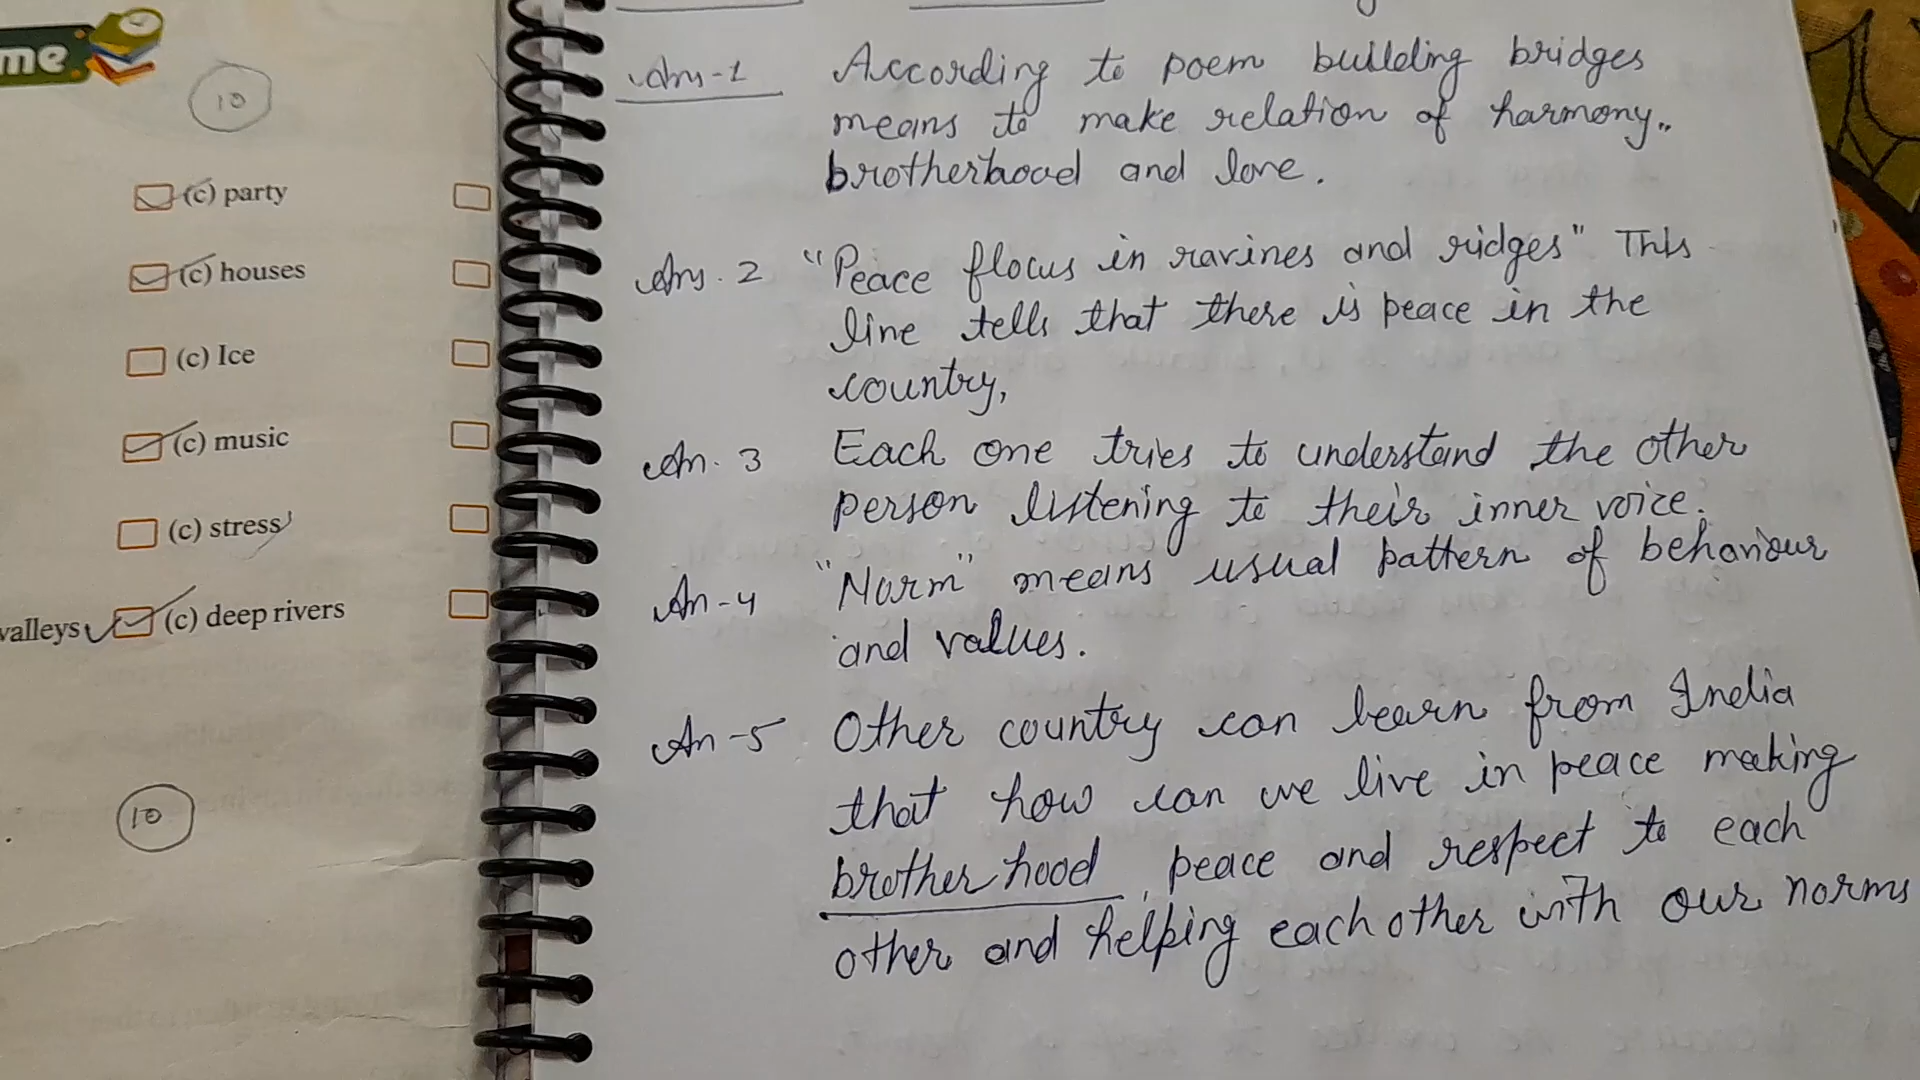 me
10
(c) party
(c) houses
(c) Ice
(c) music
(c) stress
valleys (c) deep rivers
10
Ans-1 According to poem building bridges
means to make relation of harmony,,
brotherhood and love.
Ans. 2 "Peace flows in ravines and ridges" This
line tells that there is peace in the
country,
An. 3 Each one tries to understand the other
person listening to their inner voice.
An-4 "Norm" means usual pattern of behaviour
and values.
An-5 Other country can learn from India
that how can we live in peace making
brotherhood, peace and respect to each
other and helping each other with our norms